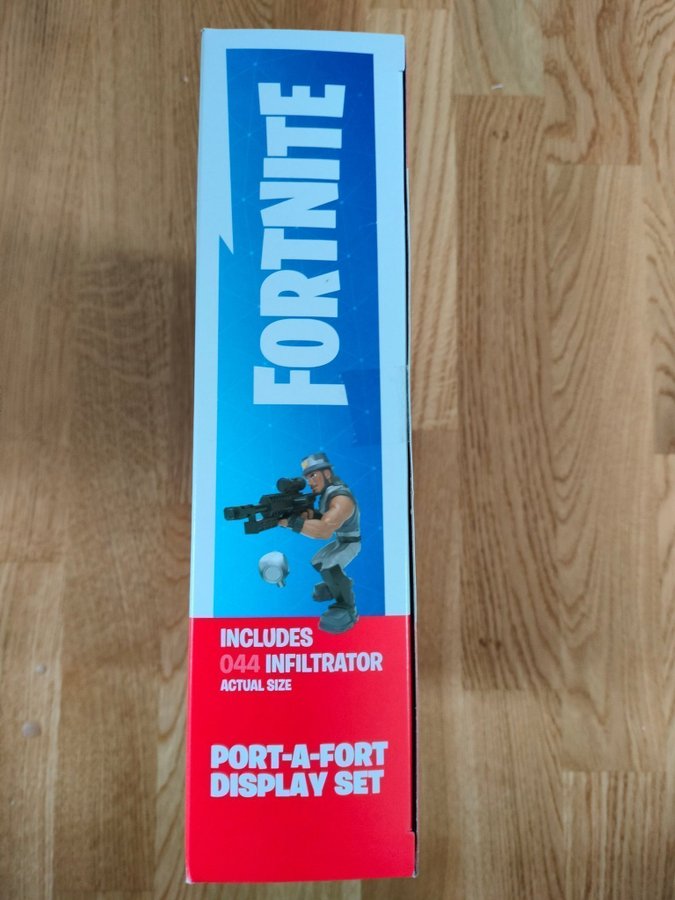 FORTNITE
INCLUDES
044 INFILTRATOR
ACTUAL SIZE
PORT-A-FORT
DISPLAY SET